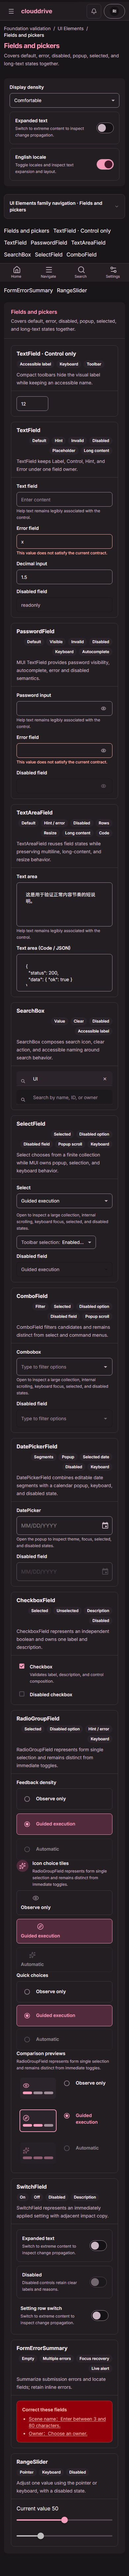 clouddrive
Foundation validation / UI Elements /
Fields and pickers
Fields and pickers
Covers default, error, disabled, popup, selected, and
long-text states together.
Display density
Comfortable
Expanded text
Switch to extreme content to inspect
change propagation.
English locale
Toggle locale and inspect text
expansion and layout.
UI Elements family navigation · Fields and
pickers
Fields and pickers TextField · Control only
TextField PasswordField TextAreaField
SearchBox SelectField ComboField
Home Navigate Search Settings
FormErrorSummary RangeSlider
Fields and pickers
Covers default, error, disabled, popup, selected,
and long-text states together.
TextField · Control only
Accessible label Keyboard Toolbar
Compact toolbars hide the visual label
while keeping an accessible name.
12
TextField
Default Hint Invalid Disabled
Placeholder Long content
TextField keeps Label, Control, Hint, and
Error under one field owner.
Text field
Enter content
Help text remains legibly associated with the
control.
Error field
x
This value does not satisfy the current contract.
Decimal input
1.5
Disabled field
readonly
PasswordField
Default Visible Invalid Disabled
Keyboard Autocomplete
MUI TextField provides password visibility,
autocomplete, error and disabled
semantics.
Password input
Help text remains legibly associated with the
control.
Error field
This value does not satisfy the current contract.
Disabled field
TextAreaField
Default Hint / error Disabled Rows
Resize Long content Code
TextAreaField reuses field states while
preserving multiline, long-content, and
resize behavior.
Text area
这是用于验证正常内容节奏的短说
明。
Help text remains legibly associated with the
control.
Text area (Code / JSON)
{
"status": 200,
"data": { "ok": true }
}
SearchBox
Value Clear Disabled
Accessible label
SearchBox composes search icon, clear
action, and accessible naming around
search behavior.
UI
Search by name, ID, or owner
SelectField
Selected Disabled option
Disabled field Popup scroll Keyboard
Select chooses from a finite collection
while MUI owns popup, selection, and
keyboard behavior.
Select
Guided execution
Open to inspect a large collection, internal
scrolling, keyboard focus, selected, and disabled
states.
Toolbar selection: Enabled...
Disabled field
Guided execution
ComboField
Filter Selected Disabled option
Disabled field Popup scroll
ComboField filters candidates and remains
distinct from select and command menus.
Combobox
Type to filter options
Open to inspect a large collection, internal
scrolling, keyboard focus, selected, and disabled
states.
Disabled field
Type to filter options
DatePickerField
Segments Popup Selected date
Disabled Keyboard
DatePickerField combines editable date
segments with a calendar popup, keyboard,
and disabled state.
DatePicker
MM/DD/YYYY
Open the popup to inspect theme, focus, selected,
and disabled dates.
Disabled field
MM/DD/YYYY
CheckboxField
Selected Unselected Description
Disabled
CheckboxField represents an independent
boolean and owns one label and
description.
Checkbox
Validates label, description, and control
composition.
Disabled checkbox
RadioGroupField
Selected Disabled option Hint / error
Keyboard
RadioGroupField represents form single
selection and remains distinct from
immediate toggles.
Feedback density
Observe only
Guided execution
Automatic
Icon choice tiles
RadioGroupField represents form single
selection and remains distinct from
immediate toggles.
Observe only
Guided execution
Automatic
Quick choices
Observe only
Guided execution
Automatic
Comparison previews
RadioGroupField represents form single selection
and remains distinct from immediate toggles.
Observe only
Guided
execution
Automatic
SwitchField
On Off Disabled Description
SwitchField represents an immediately
applied setting with adjacent impact copy.
Expanded text
Switch to extreme content to
inspect change propagation.
Disabled
Disabled controls retain clear
labels and reasons.
Setting row switch
Switch to extreme content to
inspect change propagation.
FormErrorSummary
Empty Multiple errors Focus recovery
Live alert
Summarize submission errors and locate
fields; retain inline errors.
Correct these fields
Scene name：Enter between 3 and
60 characters.
Owner：Choose an owner.
RangeSlider
Pointer Keyboard Disabled
Adjust one value using the pointer or
keyboard, with a disabled state.
Current value 50